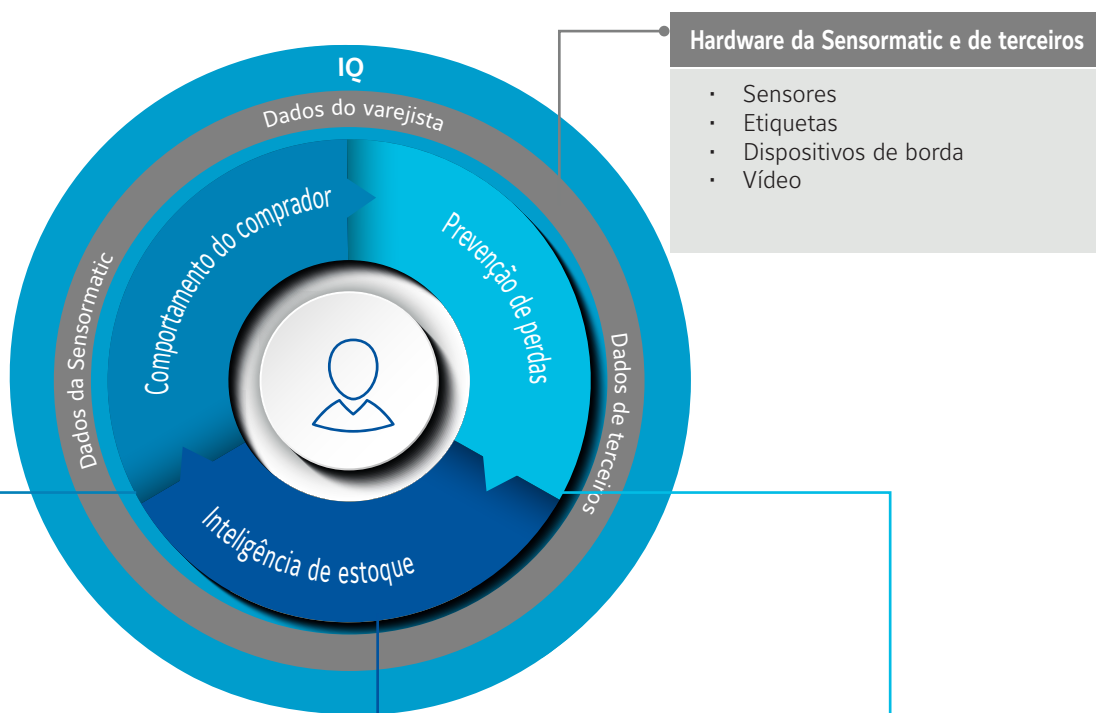 IQ
Dados do varejista
Dados da Sensormatic
Dados de terceiros
Comportamento do comprador
Prevenção de perdas
Inteligência de estoque
Hardware da Sensormatic e de terceiros
· Sensores
· Etiquetas
· Dispositivos de borda
· Vídeo